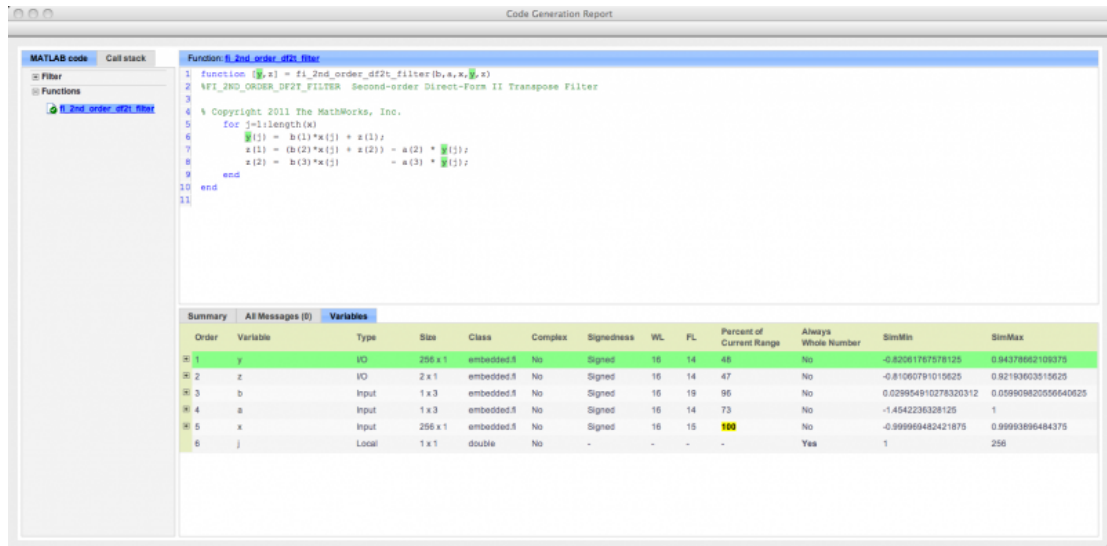 Code Generation Report
MATLAB code Call stack
Filter
Functions
fi_2nd_order_df2t_filter
Function: fi_2nd_order_df2t_filter
1 function [y,z] = fi_2nd_order_df2t_filter(b,a,x,y,z)
2 %FI_2ND_ORDER_DF2T_FILTER Second-order Direct-Form II Transpose Filter
3
4 % Copyright 2011 The MathWorks, Inc.
5 for j=1:length(x)
6 y(j) = b(1)*x(j) + z(1);
7 z(1) = (b(2)*x(j) + z(2)) - a(2) * y(j);
8 z(2) = b(3)*x(j) - a(3) * y(j);
9 end
10 end
11
Summary All Messages (0) Variables
Order Variable Type Size Class Complex Signedness WL FL Percent of Current Range Always Whole Number SimMin SimMax
1 y I/O 256 x 1 embedded.fi No Signed 16 14 48 No -0.82061767578125 0.94378662109375
2 z I/O 2 x 1 embedded.fi No Signed 16 14 47 No -0.81060791015625 0.92193603515625
3 b Input 1 x 3 embedded.fi No Signed 16 19 96 No 0.029954910278320312 0.059909820556640625
4 a Input 1 x 3 embedded.fi No Signed 16 14 73 No -1.4542236328125 1
5 x Input 256 x 1 embedded.fi No Signed 16 15 100 No -0.999969482421875 0.99993896484375
6 j Local 1 x 1 double No - - - - Yes 1 256